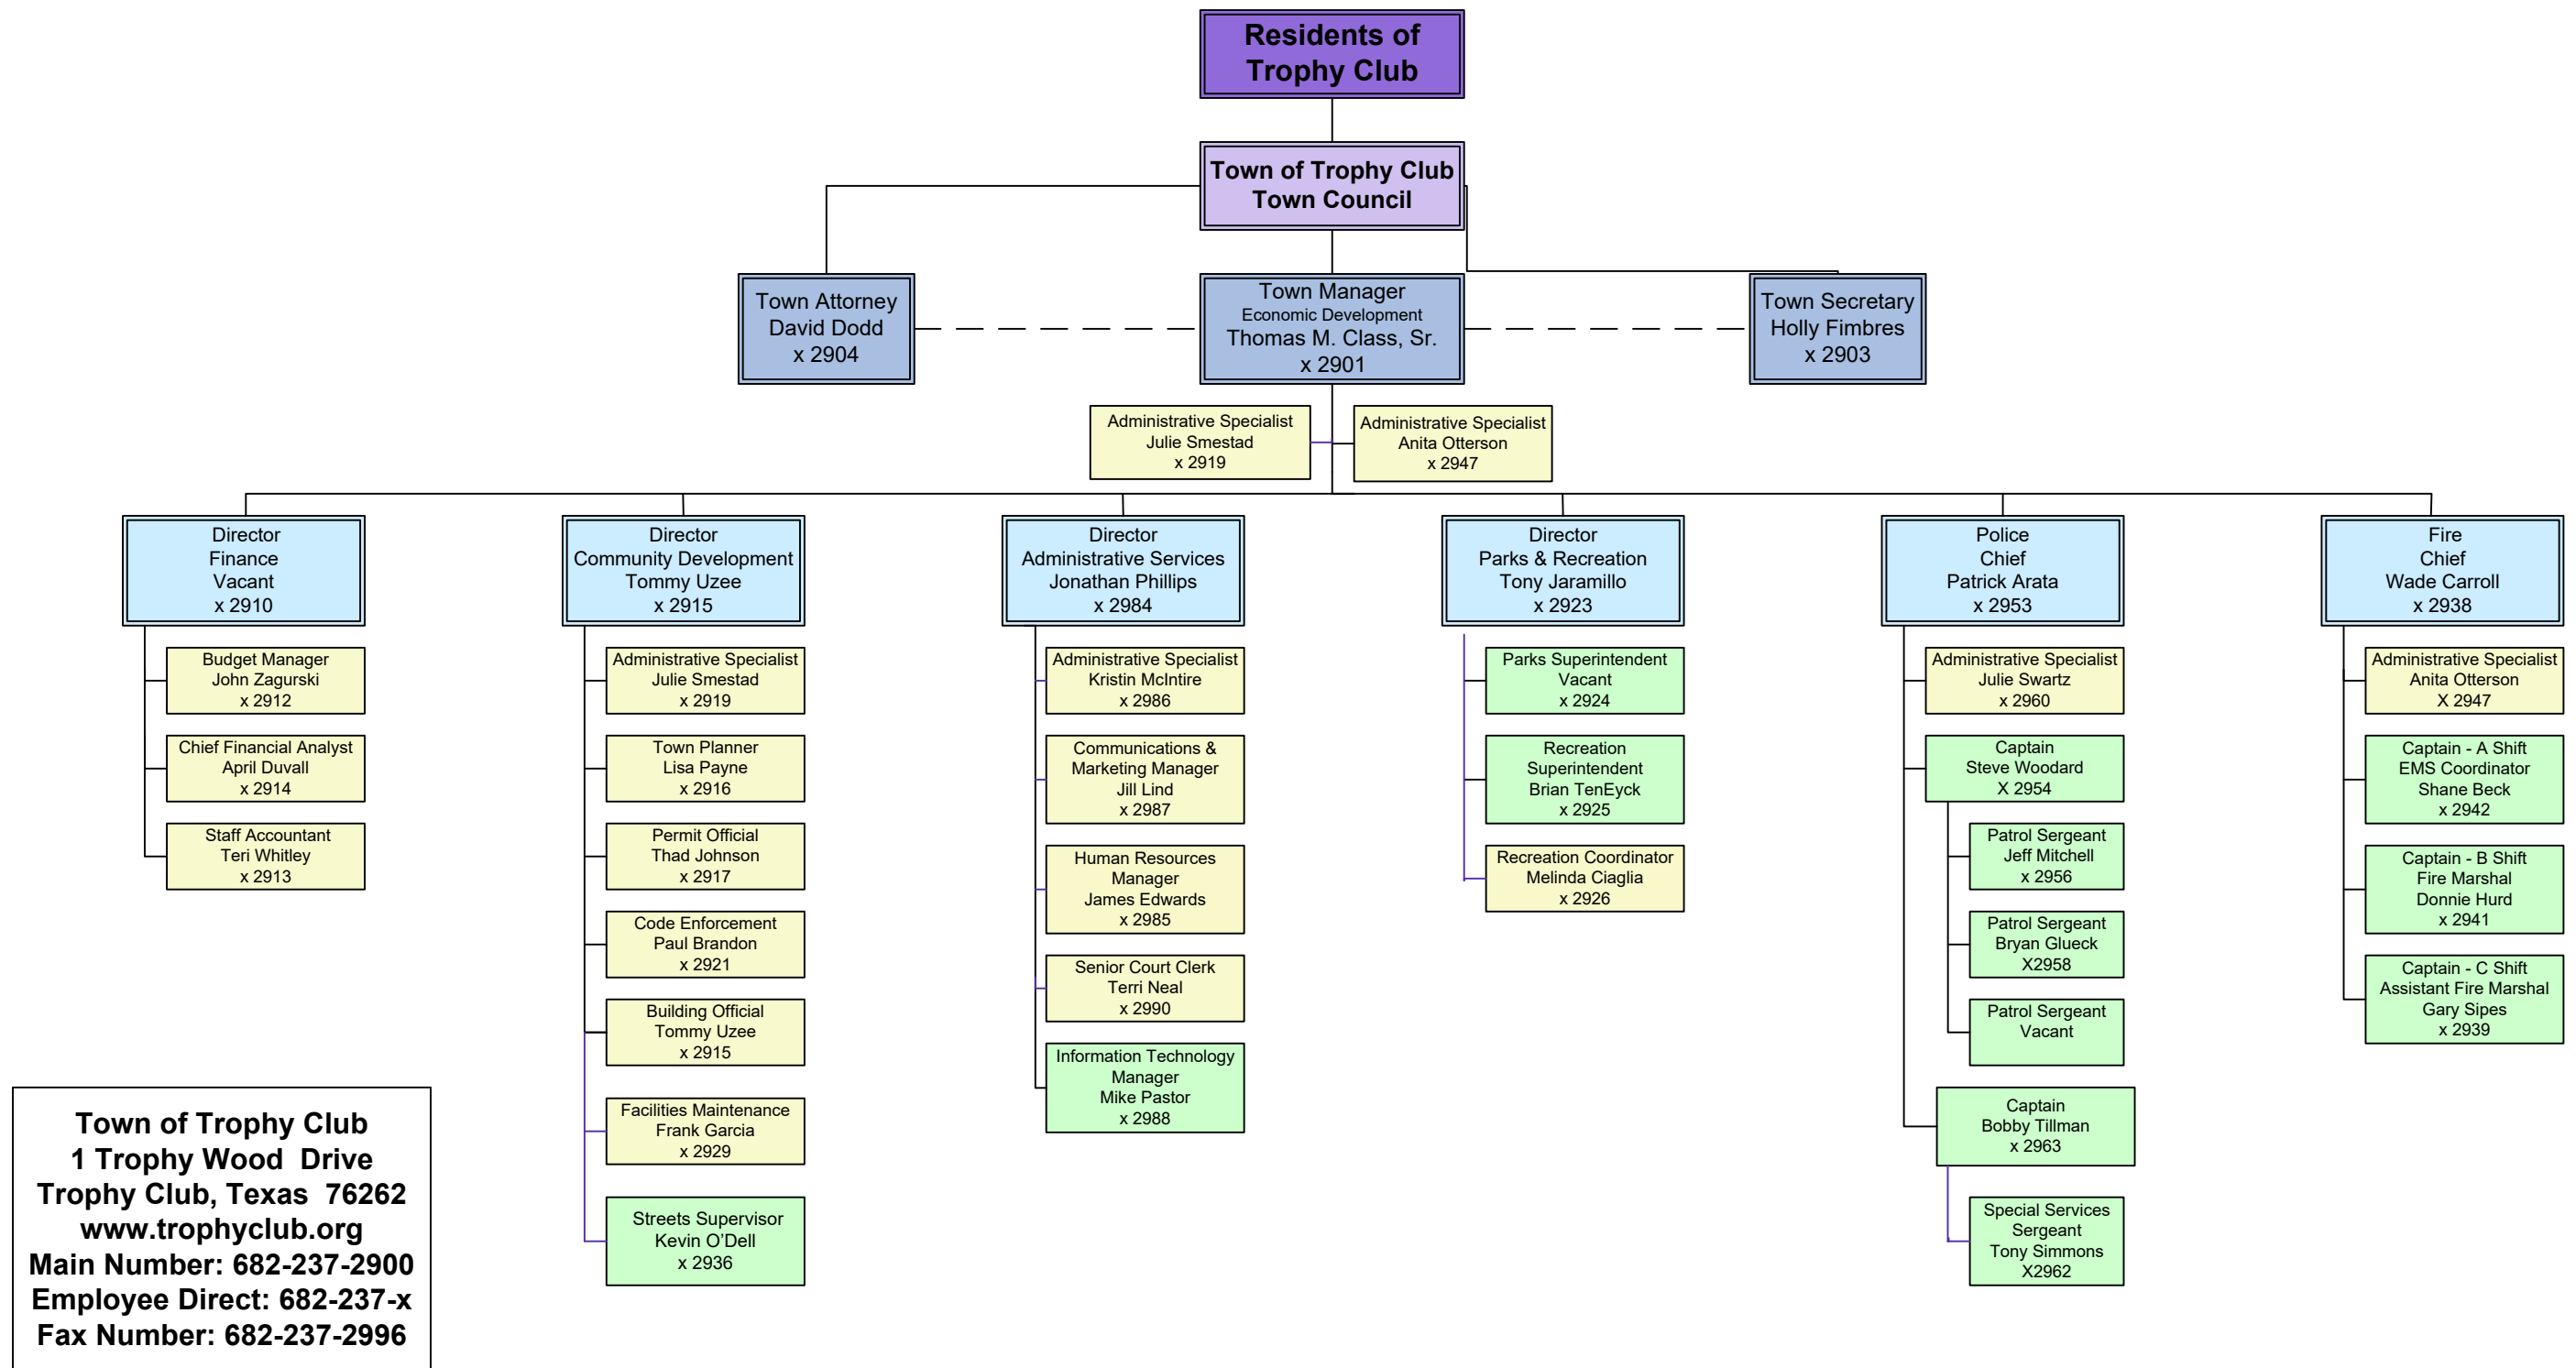 Residents of
Trophy Club
Town of Trophy Club
Town Council
Town Attorney
David Dodd
x 2904
Town Manager
Economic Development
Thomas M. Class, Sr.
x 2901
Town Secretary
Holly Fimbres
x 2903
Administrative Specialist
Julie Smestad
x 2919
Administrative Specialist
Anita Otterson
x 2947
Director
Finance
Vacant
x 2910
Budget Manager
John Zagurski
x 2912
Chief Financial Analyst
April Duvall
x 2914
Staff Accountant
Teri Whitley
x 2913
Director
Community Development
Tommy Uzee
x 2915
Administrative Specialist
Julie Smestad
x 2919
Town Planner
Lisa Payne
x 2916
Permit Official
Thad Johnson
x 2917
Code Enforcement
Paul Brandon
x 2921
Building Official
Tommy Uzee
x 2915
Facilities Maintenance
Frank Garcia
x 2929
Streets Supervisor
Kevin O’Dell
x 2936
Director
Administrative Services
Jonathan Phillips
x 2984
Administrative Specialist
Kristin McIntire
x 2986
Communications &
Marketing Manager
Jill Lind
x 2987
Human Resources
Manager
James Edwards
x 2985
Senior Court Clerk
Terri Neal
x 2990
Information Technology
Manager
Mike Pastor
x 2988
Director
Parks & Recreation
Tony Jaramillo
x 2923
Parks Superintendent
Vacant
x 2924
Recreation
Superintendent
Brian TenEyck
x 2925
Recreation Coordinator
Melinda Ciaglia
x 2926
Police
Chief
Patrick Arata
x 2953
Administrative Specialist
Julie Swartz
x 2960
Captain
Steve Woodard
X 2954
Patrol Sergeant
Jeff Mitchell
x 2956
Patrol Sergeant
Bryan Glueck
X2958
Patrol Sergeant
Vacant
Captain
Bobby Tillman
x 2963
Special Services
Sergeant
Tony Simmons
X2962
Fire
Chief
Wade Carroll
x 2938
Administrative Specialist
Anita Otterson
X 2947
Captain - A Shift
EMS Coordinator
Shane Beck
x 2942
Captain - B Shift
Fire Marshal
Donnie Hurd
x 2941
Captain - C Shift
Assistant Fire Marshal
Gary Sipes
x 2939
Town of Trophy Club
1 Trophy Wood  Drive
Trophy Club, Texas  76262
www.trophyclub.org
Main Number: 682-237-2900
Employee Direct: 682-237-x
Fax Number: 682-237-2996